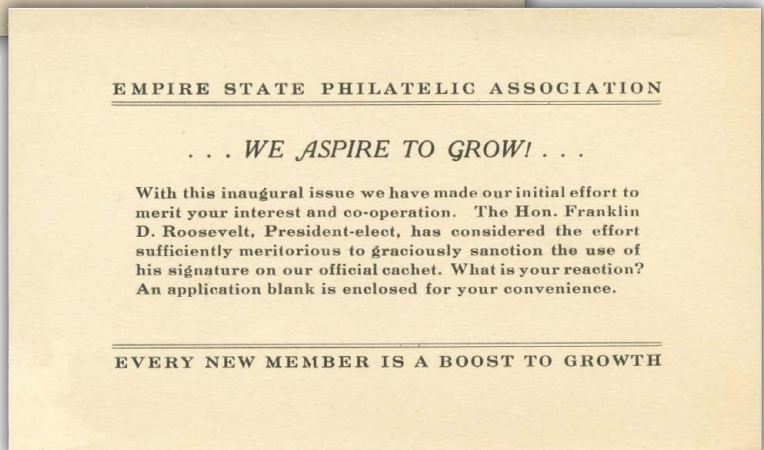 EMPIRE STATE PHILATELIC ASSOCIATION
. . . WE ASPIRE TO GROW! . . .
With this inaugural issue we have made our initial effort to
merit your interest and co-operation. The Hon. Franklin
D. Roosevelt, President-elect, has considered the effort
sufficiently meritorious to graciously sanction the use of
his signature on our official cachet. What is your reaction?
An application blank is enclosed for your convenience.
EVERY NEW MEMBER IS A BOOST TO GROWTH